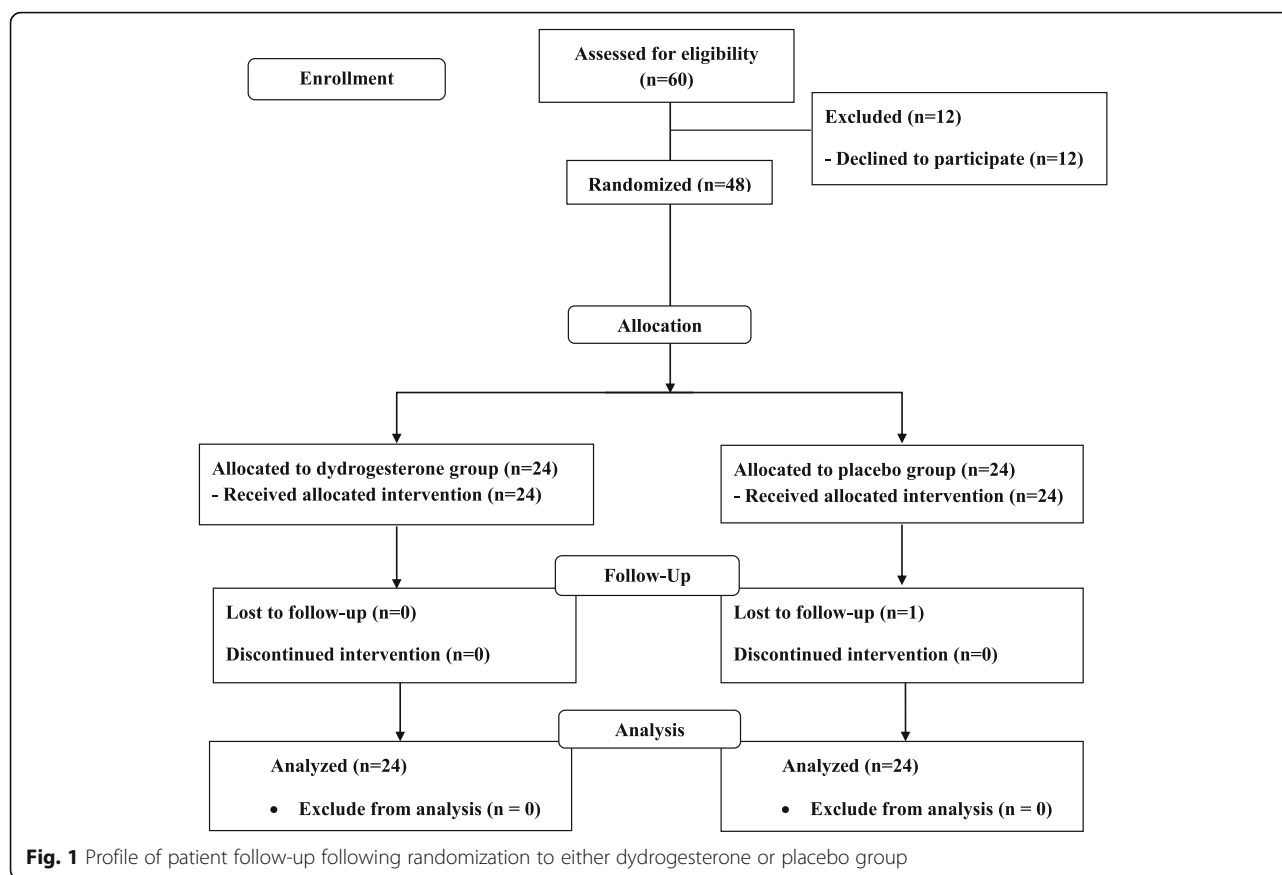 Assessed for eligibility
(n=60)
Enrollment
Excluded (n=12)
- Declined to participate (n=12)
Randomized (n=48)
Allocation
Allocated to dydrogesterone group (n=24)
- Received allocated intervention (n=24)
Allocated to placebo group (n=24)
- Received allocated intervention (n=24)
Follow-Up
Lost to follow-up (n=0)
Discontinued intervention (n=0)
Lost to follow-up (n=1)
Discontinued intervention (n=0)
Analysis
Analyzed (n=24)
• Exclude from analysis (n = 0)
Analyzed (n=24)
• Exclude from analysis (n = 0)
Fig. 1 Profile of patient follow-up following randomization to either dydrogesterone or placebo group